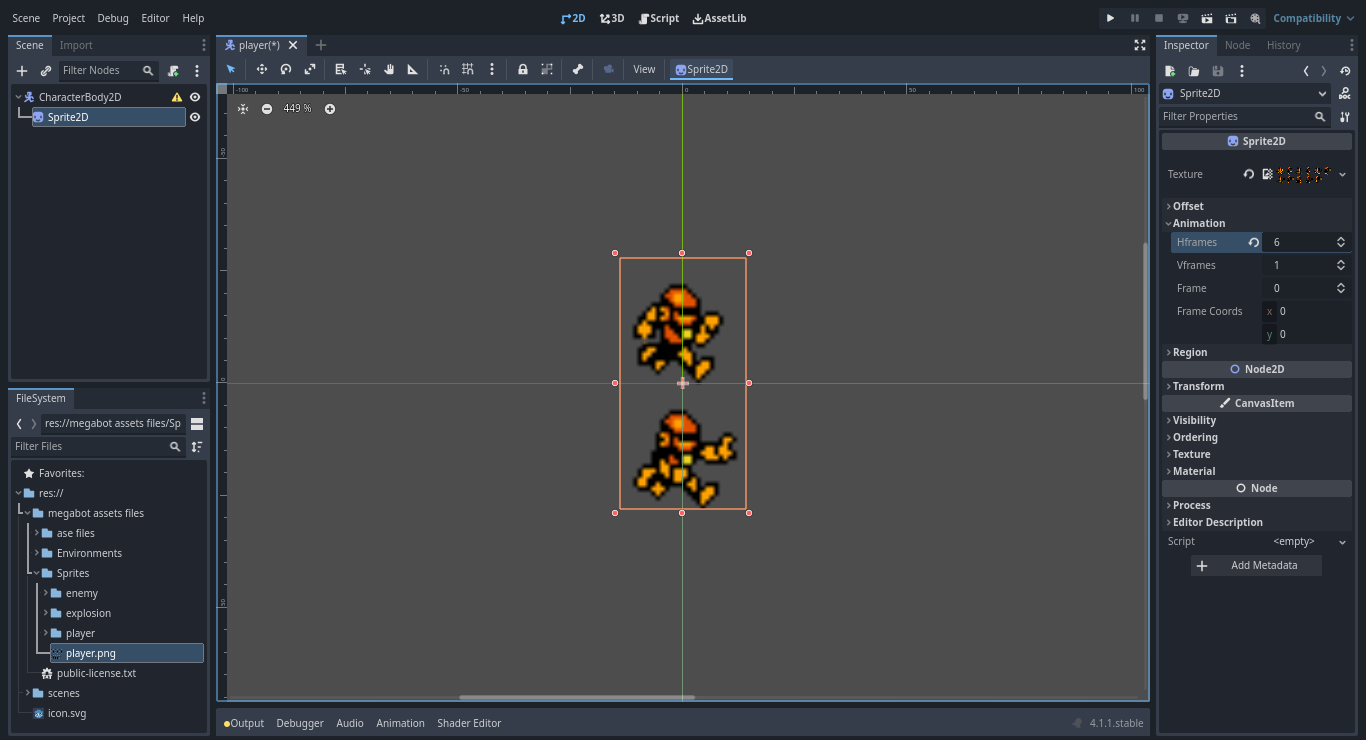 Scene Project Debug Editor Help
2D 3D Script AssetLib
Compatibility
Scene Import
Filter Nodes
CharacterBody2D
Sprite2D
FileSystem
res://megabot assets files/Sp
Filter Files
Favorites:
res://
megabot assets files
ase files
Environments
Sprites
enemy
explosion
player
player.png
public-license.txt
scenes
icon.svg
player(*)
View Sprite2D
-100 -50 0 50 100
-50
0
50
449 %
Output Debugger Audio Animation Shader Editor 4.1.1.stable
Inspector Node History
Sprite2D
Filter Properties
Sprite2D
Texture
Offset
Animation
Hframes 6
Vframes 1
Frame 0
Frame Coords x 0
y 0
Region
Node2D
Transform
CanvasItem
Visibility
Ordering
Texture
Material
Node
Process
Editor Description
Script <empty>
Add Metadata